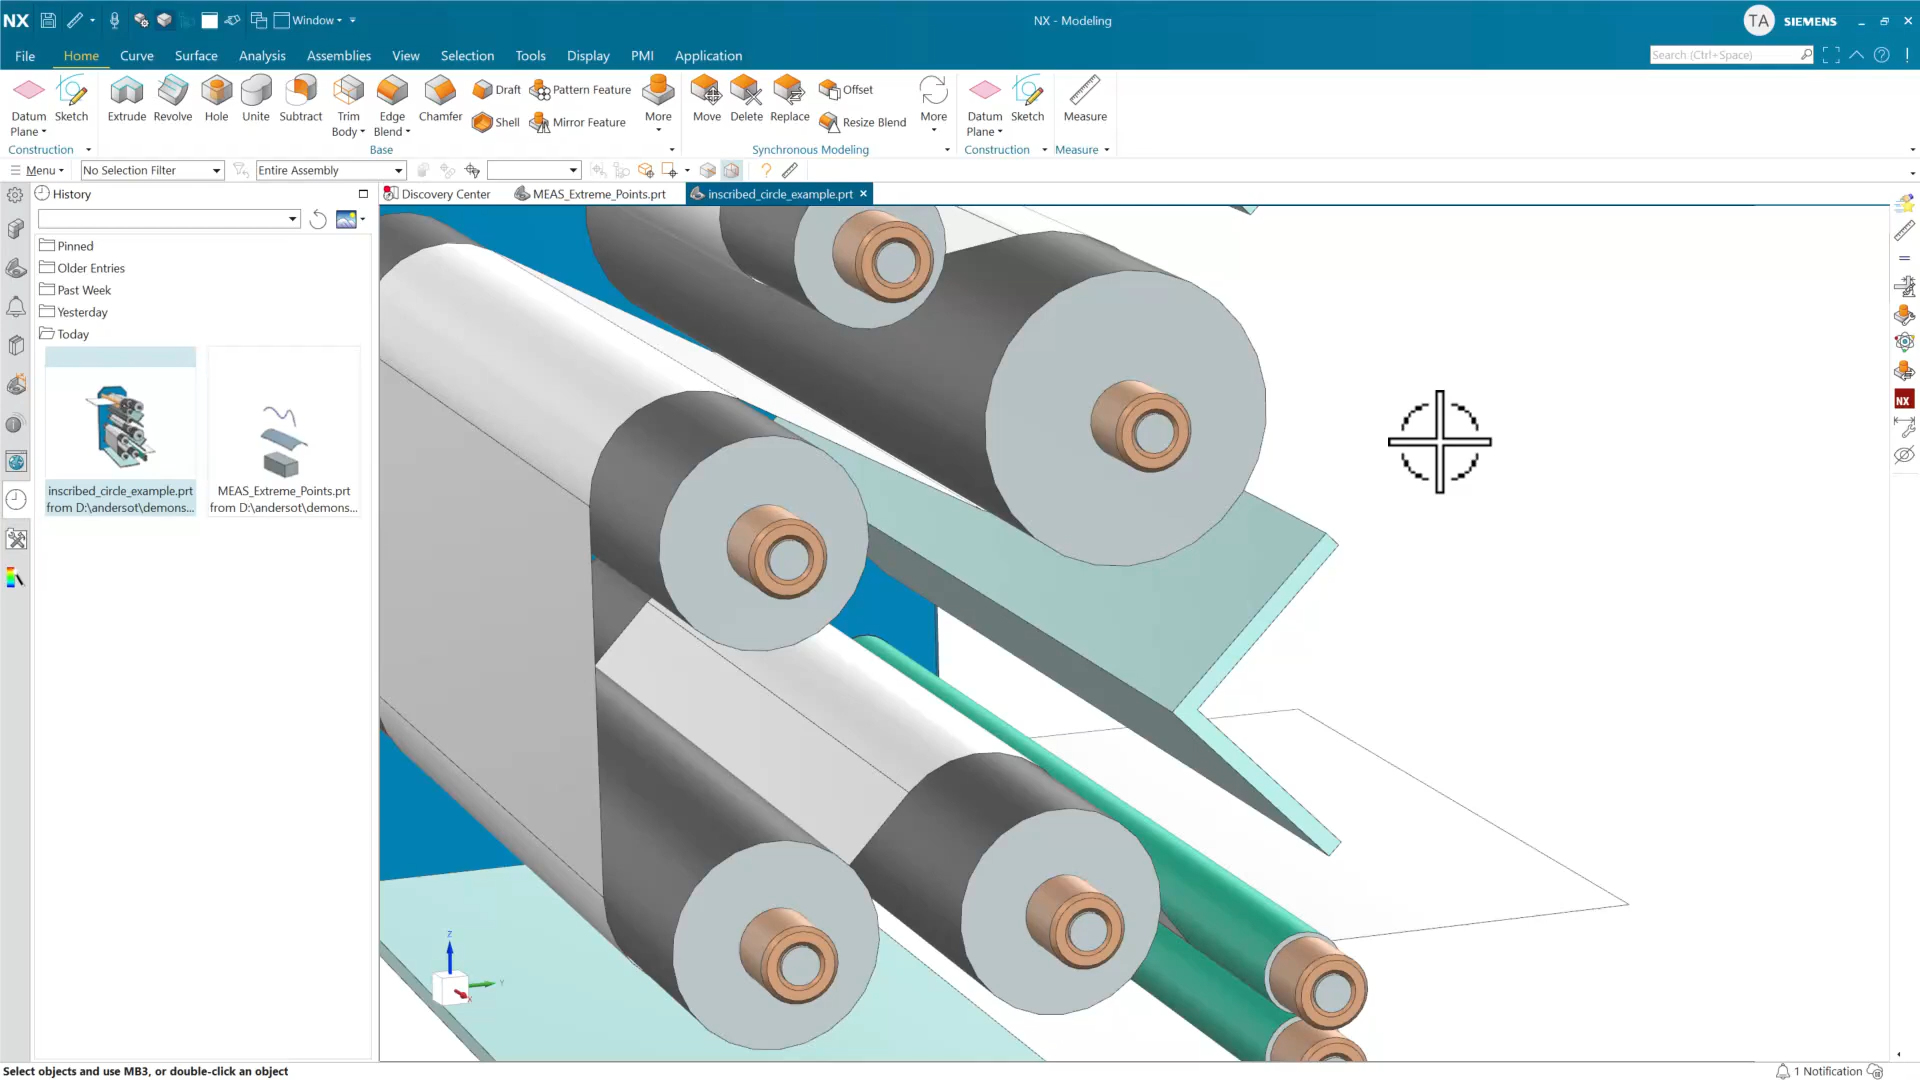 NX
Window
NX - Modeling
TA
SIEMENS
File
Home
Curve
Surface
Analysis
Assemblies
View
Selection
Tools
Display
PMI
Application
Search (Ctrl+Space)
Datum Plane
Sketch
Extrude
Revolve
Hole
Unite
Subtract
Trim Body
Edge Blend
Chamfer
Draft
Shell
Pattern Feature
Mirror Feature
More
Move
Delete
Replace
Offset
Resize Blend
More
Datum Plane
Sketch
Measure
Construction
Base
Synchronous Modeling
Construction
Measure
Menu
No Selection Filter
Entire Assembly
History
Discovery Center
MEAS_Extreme_Points.prt
inscribed_circle_example.prt
Pinned
Older Entries
Past Week
Yesterday
Today
inscribed_circle_example.prt
from D:\andersot\demons...
MEAS_Extreme_Points.prt
from D:\andersot\demons...
NX
Z
Y
X
Select objects and use MB3, or double-click an object
1 Notification